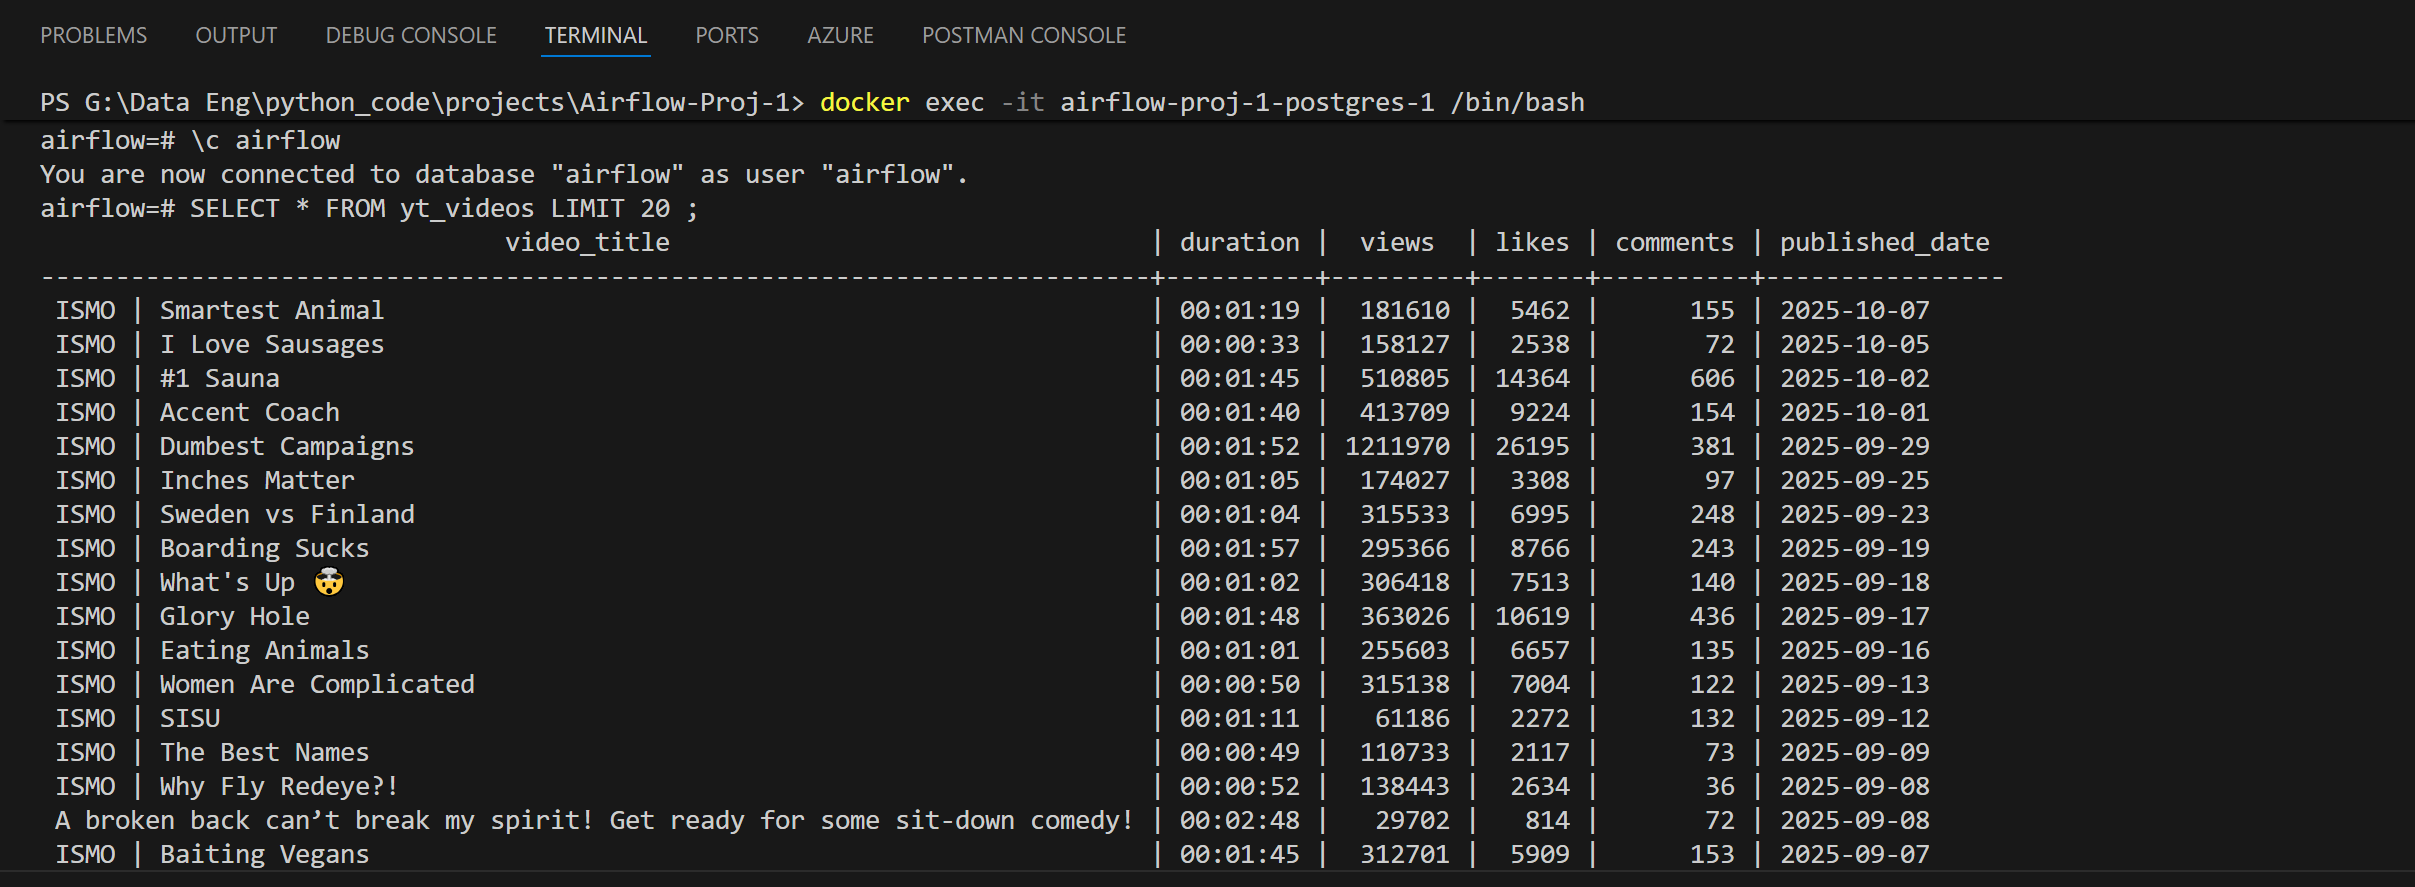 PROBLEMS OUTPUT DEBUG CONSOLE TERMINAL PORTS AZURE POSTMAN CONSOLE
PS G:\Data Eng\python_code\projects\Airflow-Proj-1> docker exec -it airflow-proj-1-postgres-1 /bin/bash
airflow=# \c airflow
You are now connected to database "airflow" as user "airflow".
airflow=# SELECT * FROM yt_videos LIMIT 20 ;
                               video_title                                | duration |  views  | likes | comments | published_date
--------------------------------------------------------------------------+----------+---------+-------+----------+----------------
 ISMO | Smartest Animal                                                   | 00:01:19 |  181610 |  5462 |      155 | 2025-10-07
 ISMO | I Love Sausages                                                   | 00:00:33 |  158127 |  2538 |       72 | 2025-10-05
 ISMO | #1 Sauna                                                          | 00:01:45 |  510805 | 14364 |      606 | 2025-10-02
 ISMO | Accent Coach                                                      | 00:01:40 |  413709 |  9224 |      154 | 2025-10-01
 ISMO | Dumbest Campaigns                                                 | 00:01:52 | 1211970 | 26195 |      381 | 2025-09-29
 ISMO | Inches Matter                                                     | 00:01:05 |  174027 |  3308 |       97 | 2025-09-25
 ISMO | Sweden vs Finland                                                 | 00:01:04 |  315533 |  6995 |      248 | 2025-09-23
 ISMO | Boarding Sucks                                                    | 00:01:57 |  295366 |  8766 |      243 | 2025-09-19
 ISMO | What's Up 🤯                                                      | 00:01:02 |  306418 |  7513 |      140 | 2025-09-18
 ISMO | Glory Hole                                                        | 00:01:48 |  363026 | 10619 |      436 | 2025-09-17
 ISMO | Eating Animals                                                    | 00:01:01 |  255603 |  6657 |      135 | 2025-09-16
 ISMO | Women Are Complicated                                             | 00:00:50 |  315138 |  7004 |      122 | 2025-09-13
 ISMO | SISU                                                              | 00:01:11 |   61186 |  2272 |      132 | 2025-09-12
 ISMO | The Best Names                                                    | 00:00:49 |  110733 |  2117 |       73 | 2025-09-09
 ISMO | Why Fly Redeye?!                                                  | 00:00:52 |  138443 |  2634 |       36 | 2025-09-08
 A broken back can’t break my spirit! Get ready for some sit-down comedy! | 00:02:48 |   29702 |   814 |       72 | 2025-09-08
 ISMO | Baiting Vegans                                                    | 00:01:45 |  312701 |  5909 |      153 | 2025-09-07